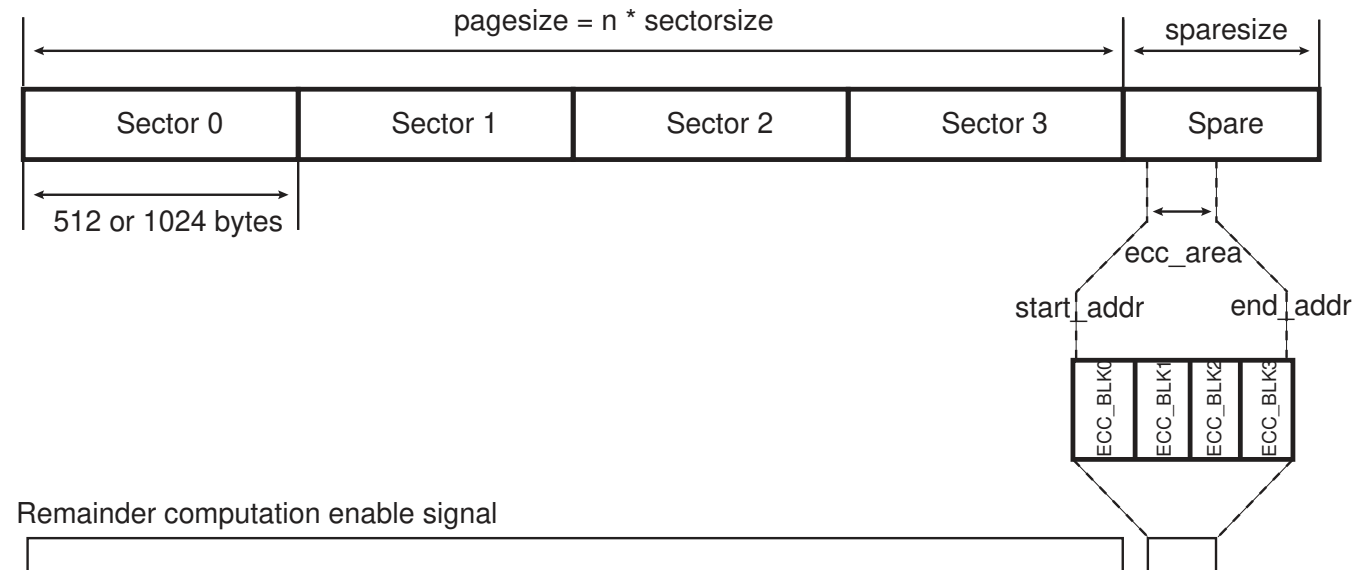 pagesize = n * sectorsize
sparesize
Sector 0
Sector 1
Sector 2
Sector 3
Spare
512 or 1024 bytes
ecc_area
start_addr
end_addr
ECC_BLK0
ECC_BLK1
ECC_BLK2
ECC_BLK3
Remainder computation enable signal